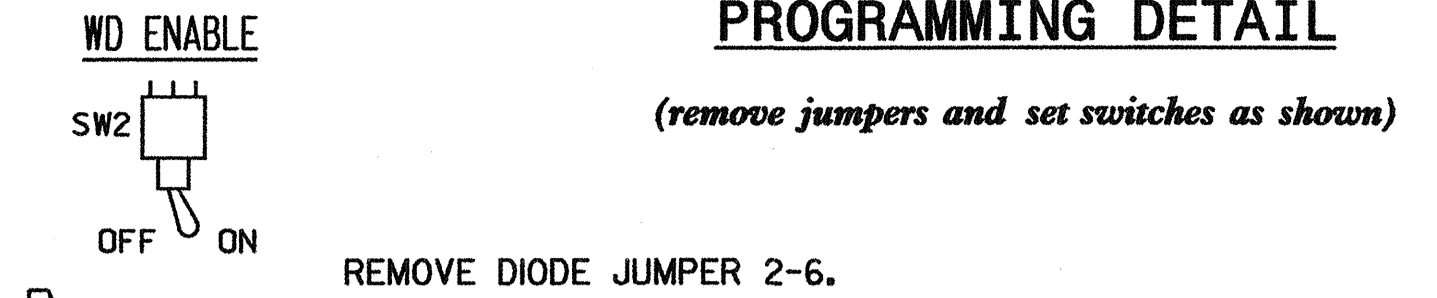 WD ENABLE
PROGRAMMING DETAIL
(remove jumpers and set switches as shown)
SW2
OFF ON
REMOVE DIODE JUMPER 2-6.